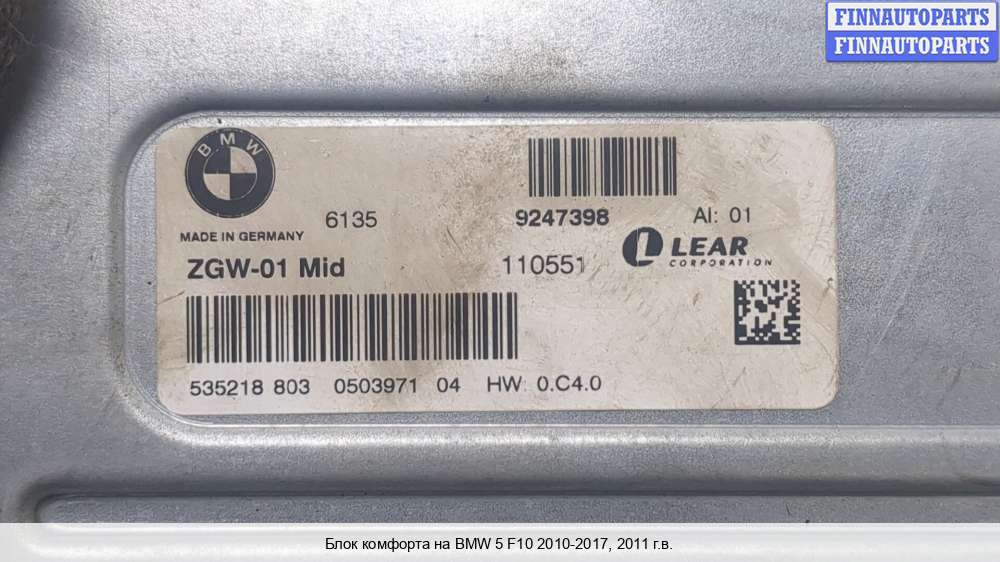 FINNAUTOPARTS
FINNAUTOPARTS
BMW
MADE IN GERMANY
6135
9247398
AI: 01
ZGW-01 Mid
110551
L LEAR
CORPORATION
535218 803 0503971 04 HW 0.C4.0
Блок комфорта на BMW 5 F10 2010-2017, 2011 г.в.